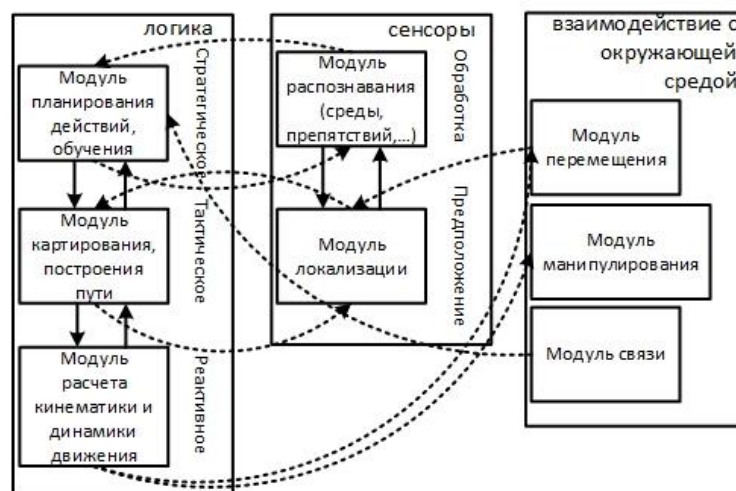 логика
Стратегическое
Модуль
планирования
действий,
обучения
Тактическое
Модуль
картирования,
построения
пути
Реактивное
Модуль
расчета
кинематики и
динамики
движения
сенсоры
Обработка
Модуль
распознавания
(среды,
препятствий,...)
Предположение
Модуль
локализации
взаимодействие с
окружающей
средой
Модуль
перемещения
Модуль
манипулирования
Модуль связи